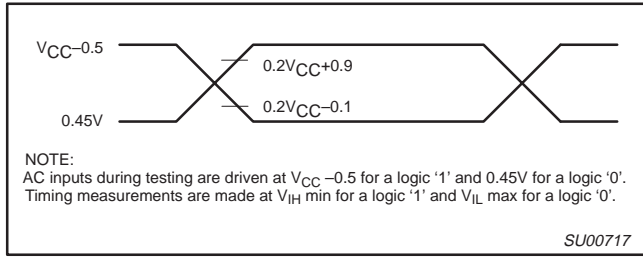 VCC–0.5
0.2VCC+0.9
0.2VCC–0.1
0.45V
NOTE:
AC inputs during testing are driven at VCC –0.5 for a logic ‘1’ and 0.45V for a logic ‘0’.
Timing measurements are made at VIH min for a logic ‘1’ and VIL max for a logic ‘0’.
SU00717